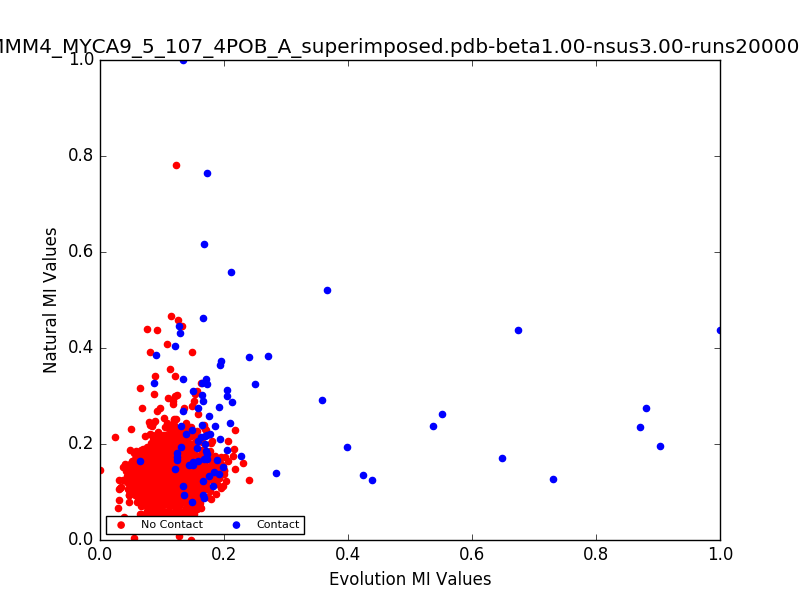 MMM4_MYCA9_5_107_4POB_A_superimposed.pdb-beta1.00-nsus3.00-runs20000
1.0
0.8
0.6
0.4
0.2
0.0
Natural MI Values
No Contact Contact
0.0 0.2 0.4 0.6 0.8 1.0
Evolution MI Values